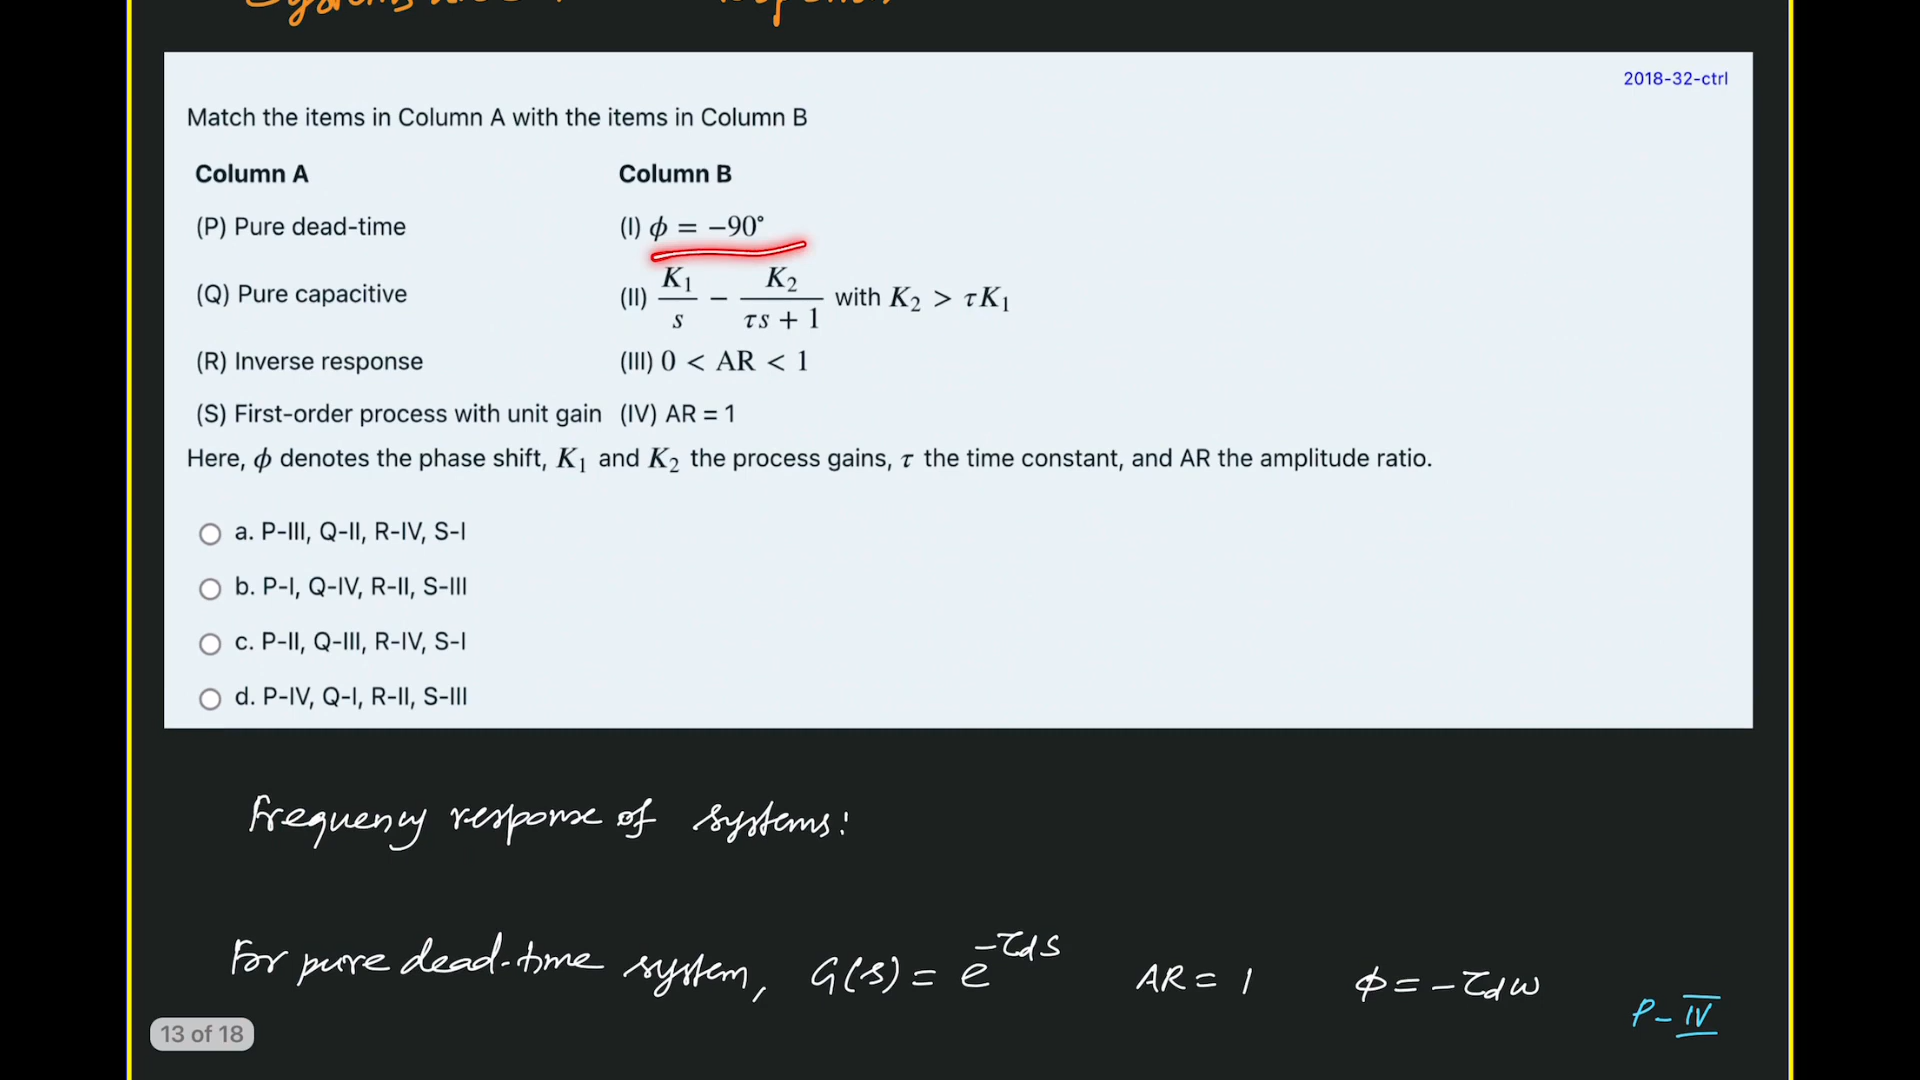 2018-32-ctrl
Match the items in Column A with the items in Column B
Column A Column B
(P) Pure dead-time (I) ϕ = −90°
(Q) Pure capacitive (II) K₁/s − K₂/(τs + 1) with K₂ > τK₁
(R) Inverse response (III) 0 < AR < 1
(S) First-order process with unit gain (IV) AR = 1
Here, ϕ denotes the phase shift, K₁ and K₂ the process gains, τ the time constant, and AR the amplitude ratio.
a. P-III, Q-II, R-IV, S-I
b. P-I, Q-IV, R-II, S-III
c. P-II, Q-III, R-IV, S-I
d. P-IV, Q-I, R-II, S-III
Frequency response of systems:
For pure dead-time system, G(s) = e^(−τds) AR = 1 ϕ = −τdω
P-IV
13 of 18